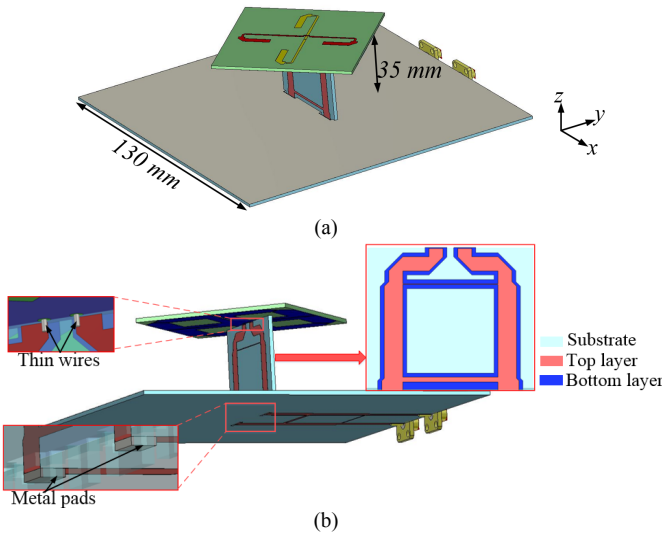 35 mm
z
y
x
130 mm
(a)
Thin wires
Substrate
Top layer
Bottom layer
Metal pads
(b)